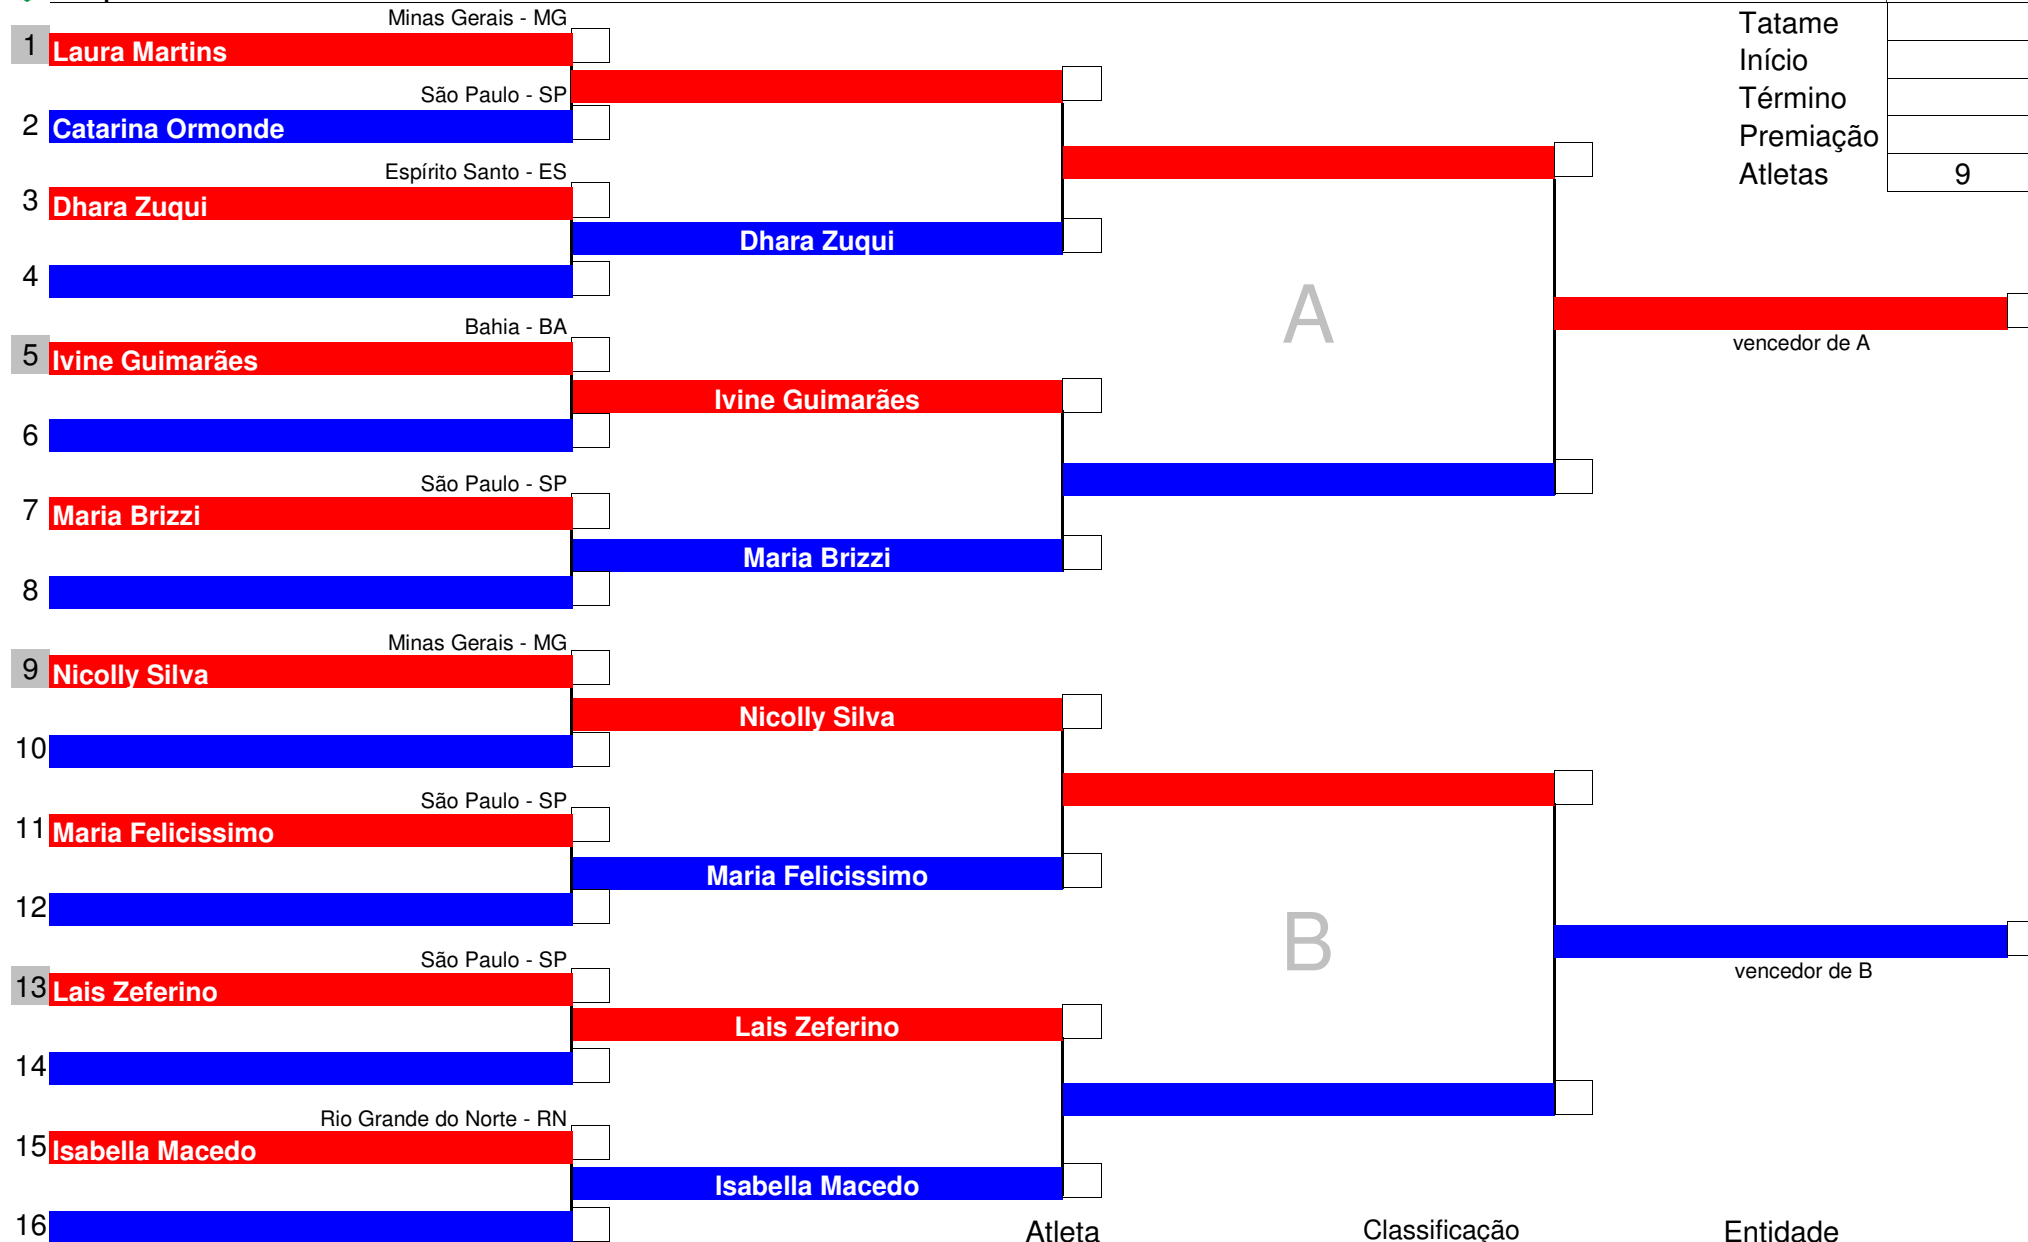 Minas Gerais - MG
1 Laura Martins
São Paulo - SP
2 Catarina Ormonde
Espírito Santo - ES
3 Dhara Zuqui
Dhara Zuqui
4
Bahia - BA
5 Ivine Guimarães
Ivine Guimarães
6
São Paulo - SP
7 Maria Brizzi
Maria Brizzi
8
Minas Gerais - MG
9 Nicolly Silva
Nicolly Silva
10
São Paulo - SP
11 Maria Felicissimo
Maria Felicissimo
12
São Paulo - SP
13 Lais Zeferino
Lais Zeferino
14
Rio Grande do Norte - RN
15 Isabella Macedo
Isabella Macedo
16
A
B
Tatame
Início
Término
Premiação
Atletas 9
vencedor de A
vencedor de B
Atleta Classificação Entidade